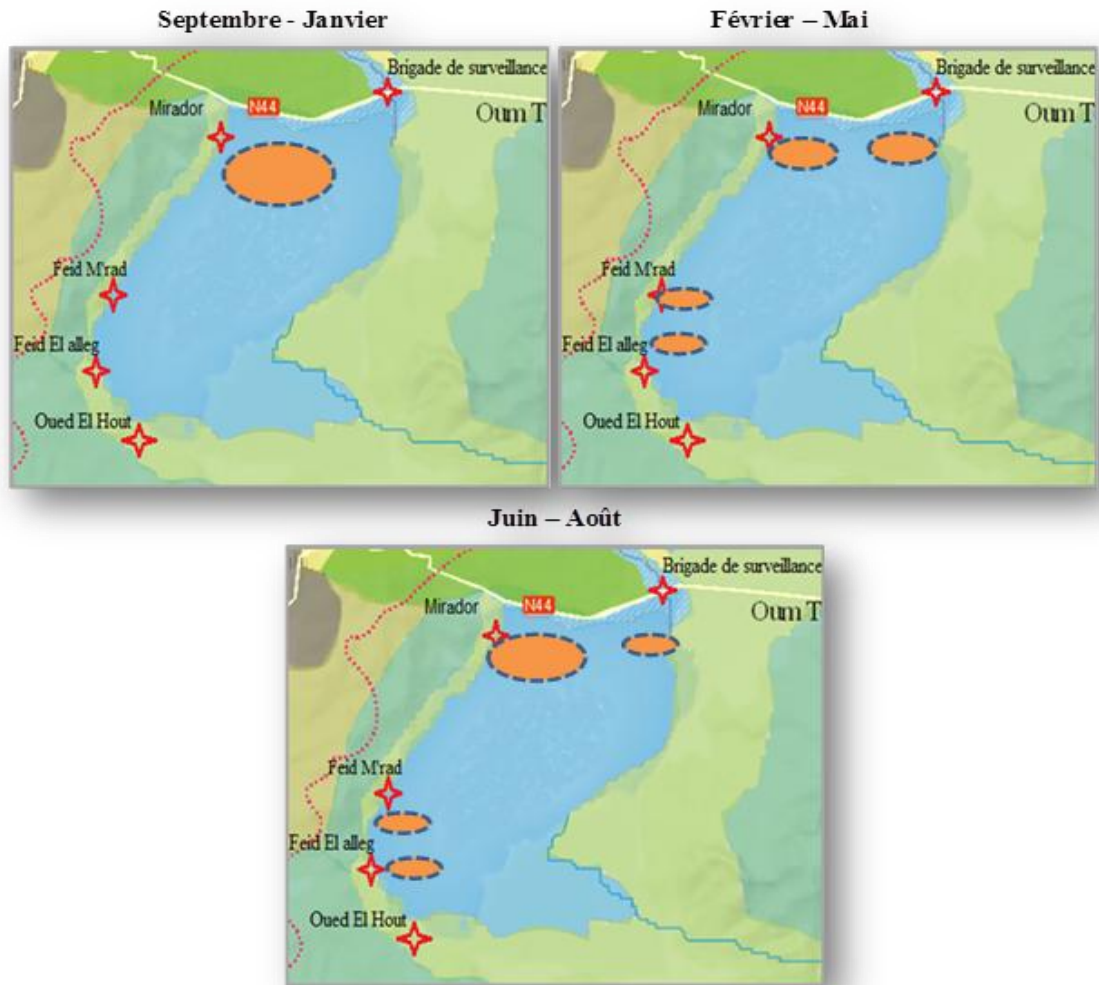 Septembre - Janvier
Février – Mai
Brigade de surveillance
Mirador
N44
Oum T
Feid M'rad
Feid El alleg
Oued El Hout
Brigade de surveillance
Mirador
N44
Oum T
Feid M'rad
Feid El alleg
Oued El Hout
Juin – Août
Brigade de surveillance
Mirador
N44
Oum T
Feid M'rad
Feid El alleg
Oued El Hout